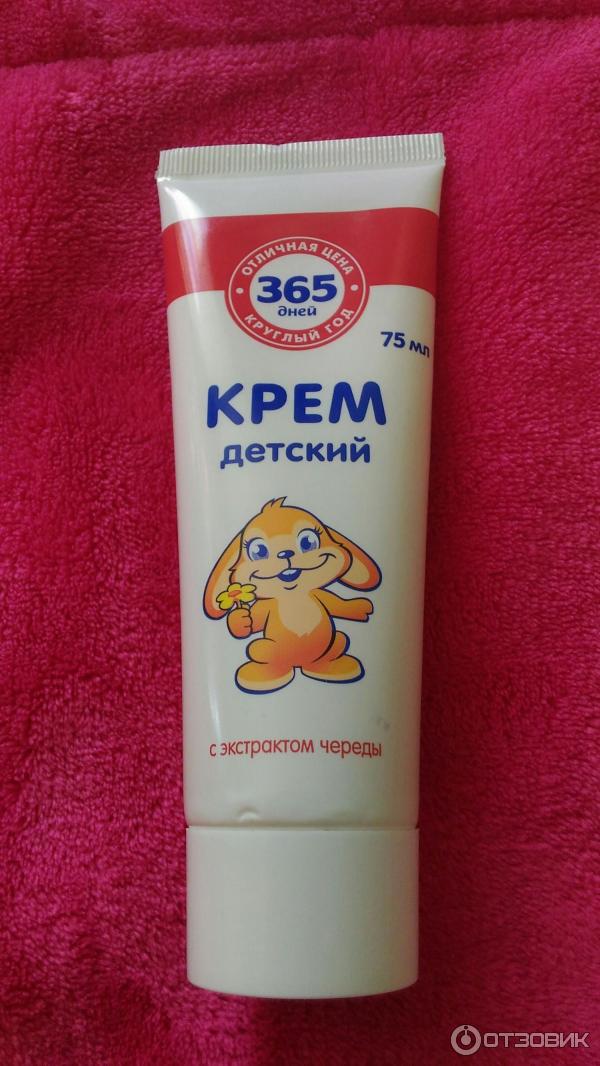 ОТЛИЧНАЯ ЦЕНА
365
дней
КРУГЛЫЙ ГОД
75 мл
КРЕМ
детский
с экстрактом череды
ОТЗОВИК